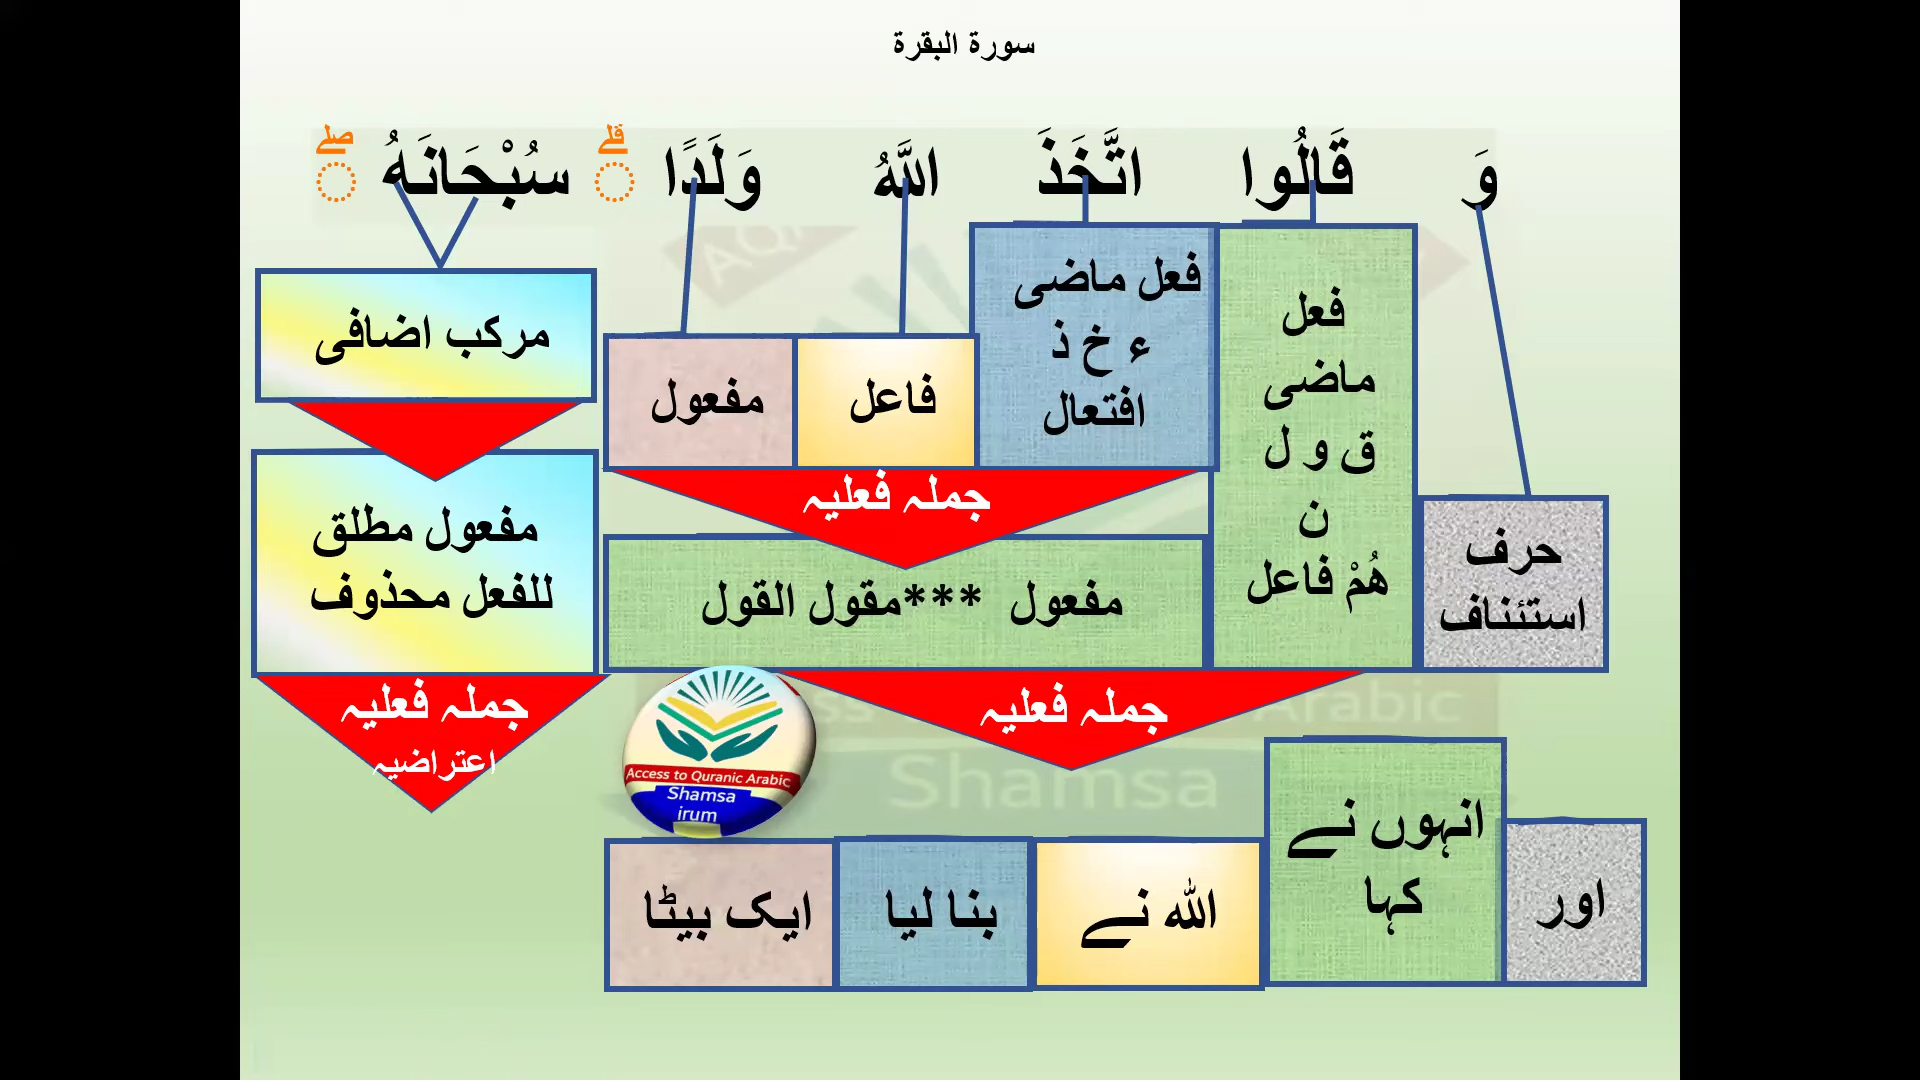 سورة البقرة
وَ قَالُوا اتَّخَذَ اللَّهُ وَلَدًا ۗ سُبْحَانَهُ ۖ
فعل ماضی
ء خ ذ
افتعال
فعل
ماضی
ق و ل
ن
هُمْ فاعل
مرکب اضافی
مفعول
فاعل
جملہ فعلیہ
مفعول مطلق
للفعل محذوف
حرف
استئناف
مفعول ***مقول القول
جملہ فعلیہ
اعتراضیہ
جملہ فعلیہ
Access to Quranic Arabic
Shamsa
irum
Arabic
Shamsa
اور
انہوں نے
کہا
اللہ نے
بنا لیا
ایک بیٹا